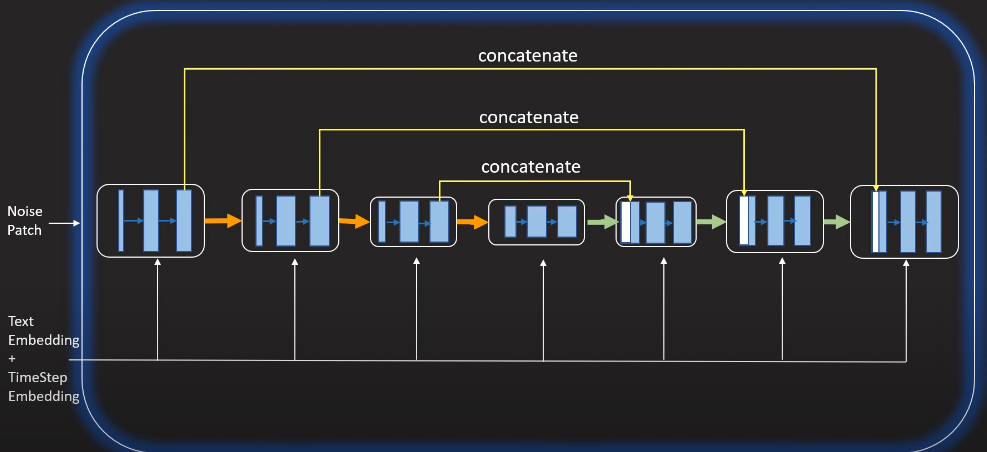 concatenate
concatenate
concatenate
Noise
Patch
Text
Embedding
+
TimeStep
Embedding